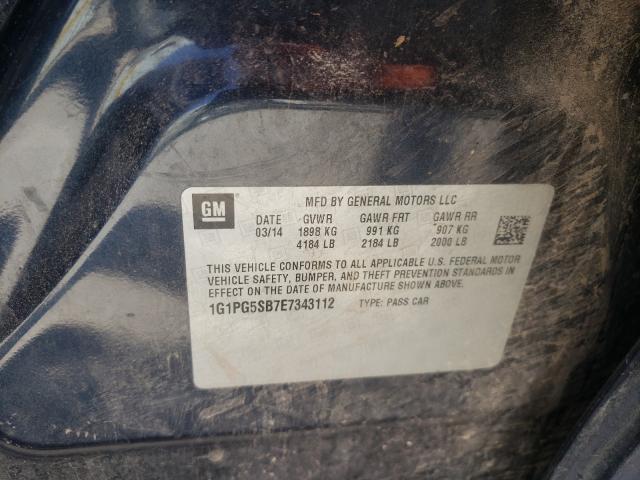 GM
MFD BY GENERAL MOTORS LLC
DATE GVWR GAWR FRT GAWR RR
03/14 1898 KG 991 KG 907 KG
4184 LB 2184 LB 2000 LB
THIS VEHICLE CONFORMS TO ALL APPLICABLE U.S. FEDERAL MOTOR
VEHICLE SAFETY, BUMPER, AND THEFT PREVENTION STANDARDS IN
EFFECT ON THE DATE OF MANUFACTURE SHOWN ABOVE.
1G1PG5SB7E7343112 TYPE: PASS CAR